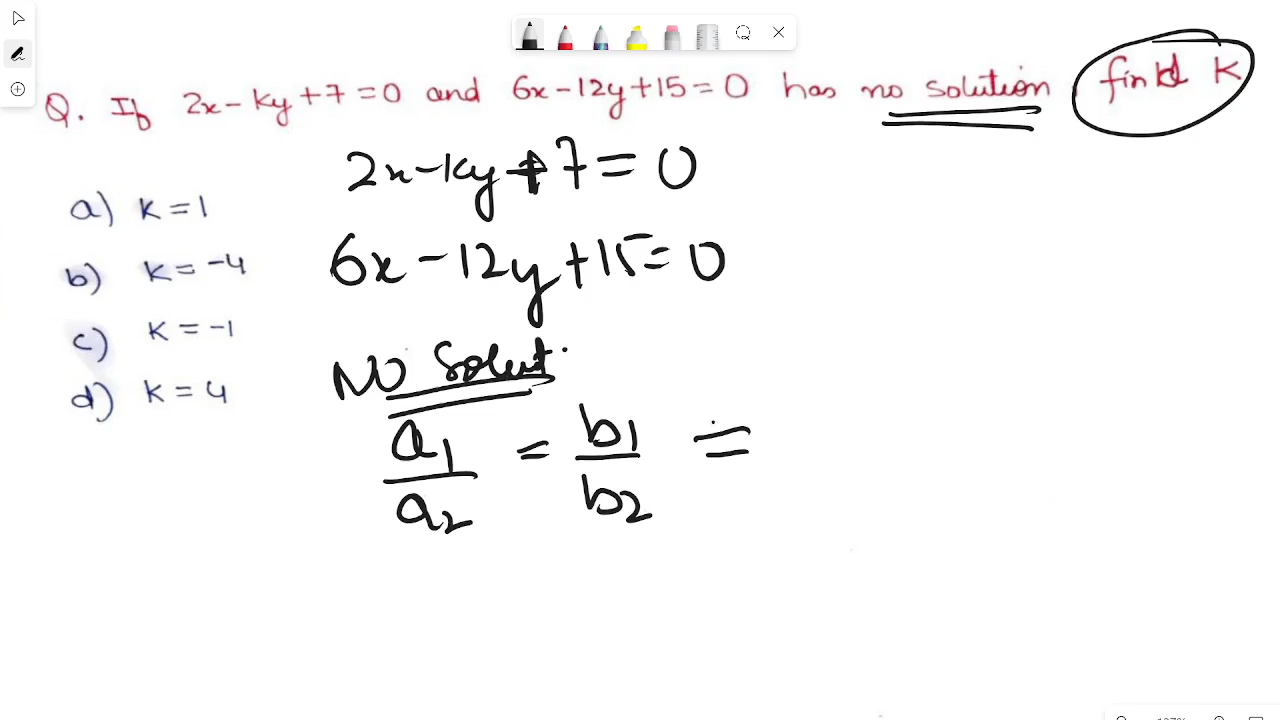 Q. If 2x - ky + 7 = 0 and 6x - 12y + 15 = 0 has no solution find K
a) k = 1
b) k = -4
c) k = -1
d) k = 4
2x - ky + 7 = 0
6x - 12y + 15 = 0
NO Solut.
a1/a2 = b1/b2 =